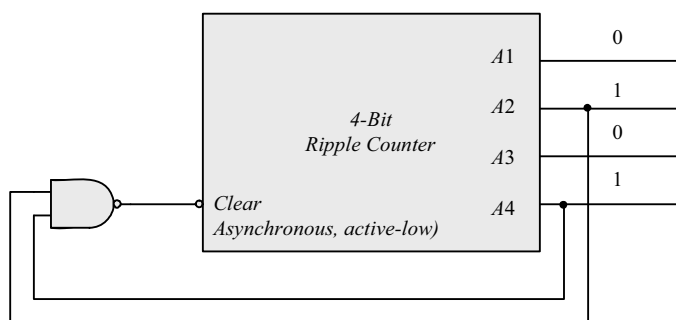 A1
0
A2
1
4-Bit
Ripple Counter
A3
0
A4
1
Clear
Asynchronous, active-low)